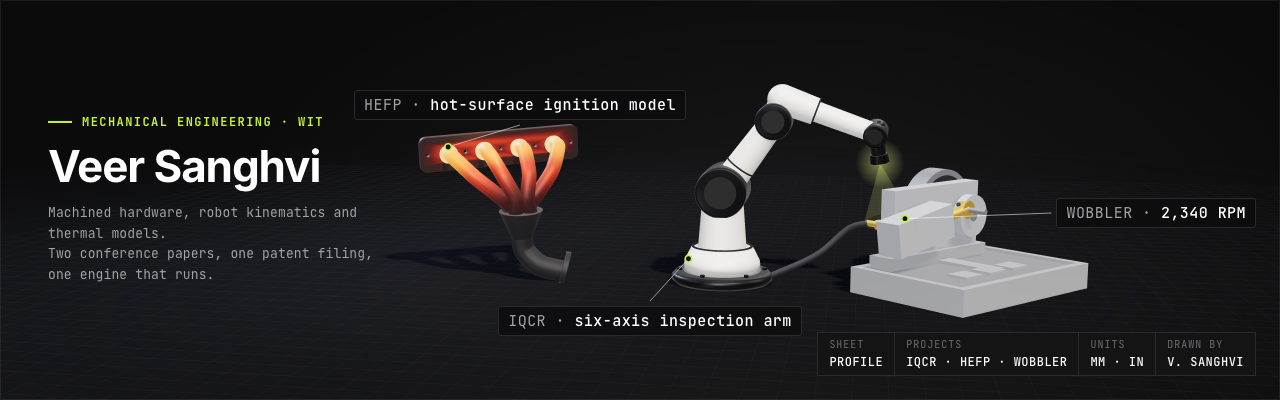 HEFP · hot-surface ignition model
MECHANICAL ENGINEERING · WIT
Veer Sanghvi
Machined hardware, robot kinematics and
thermal models.
Two conference papers, one patent filing,
one engine that runs.
WOBBLER · 2,340 RPM
IQCR · six-axis inspection arm
SHEET
PROFILE
PROJECTS
IQCR · HEFP · WOBBLER
UNITS
MM · IN
DRAWN BY
V. SANGHVI